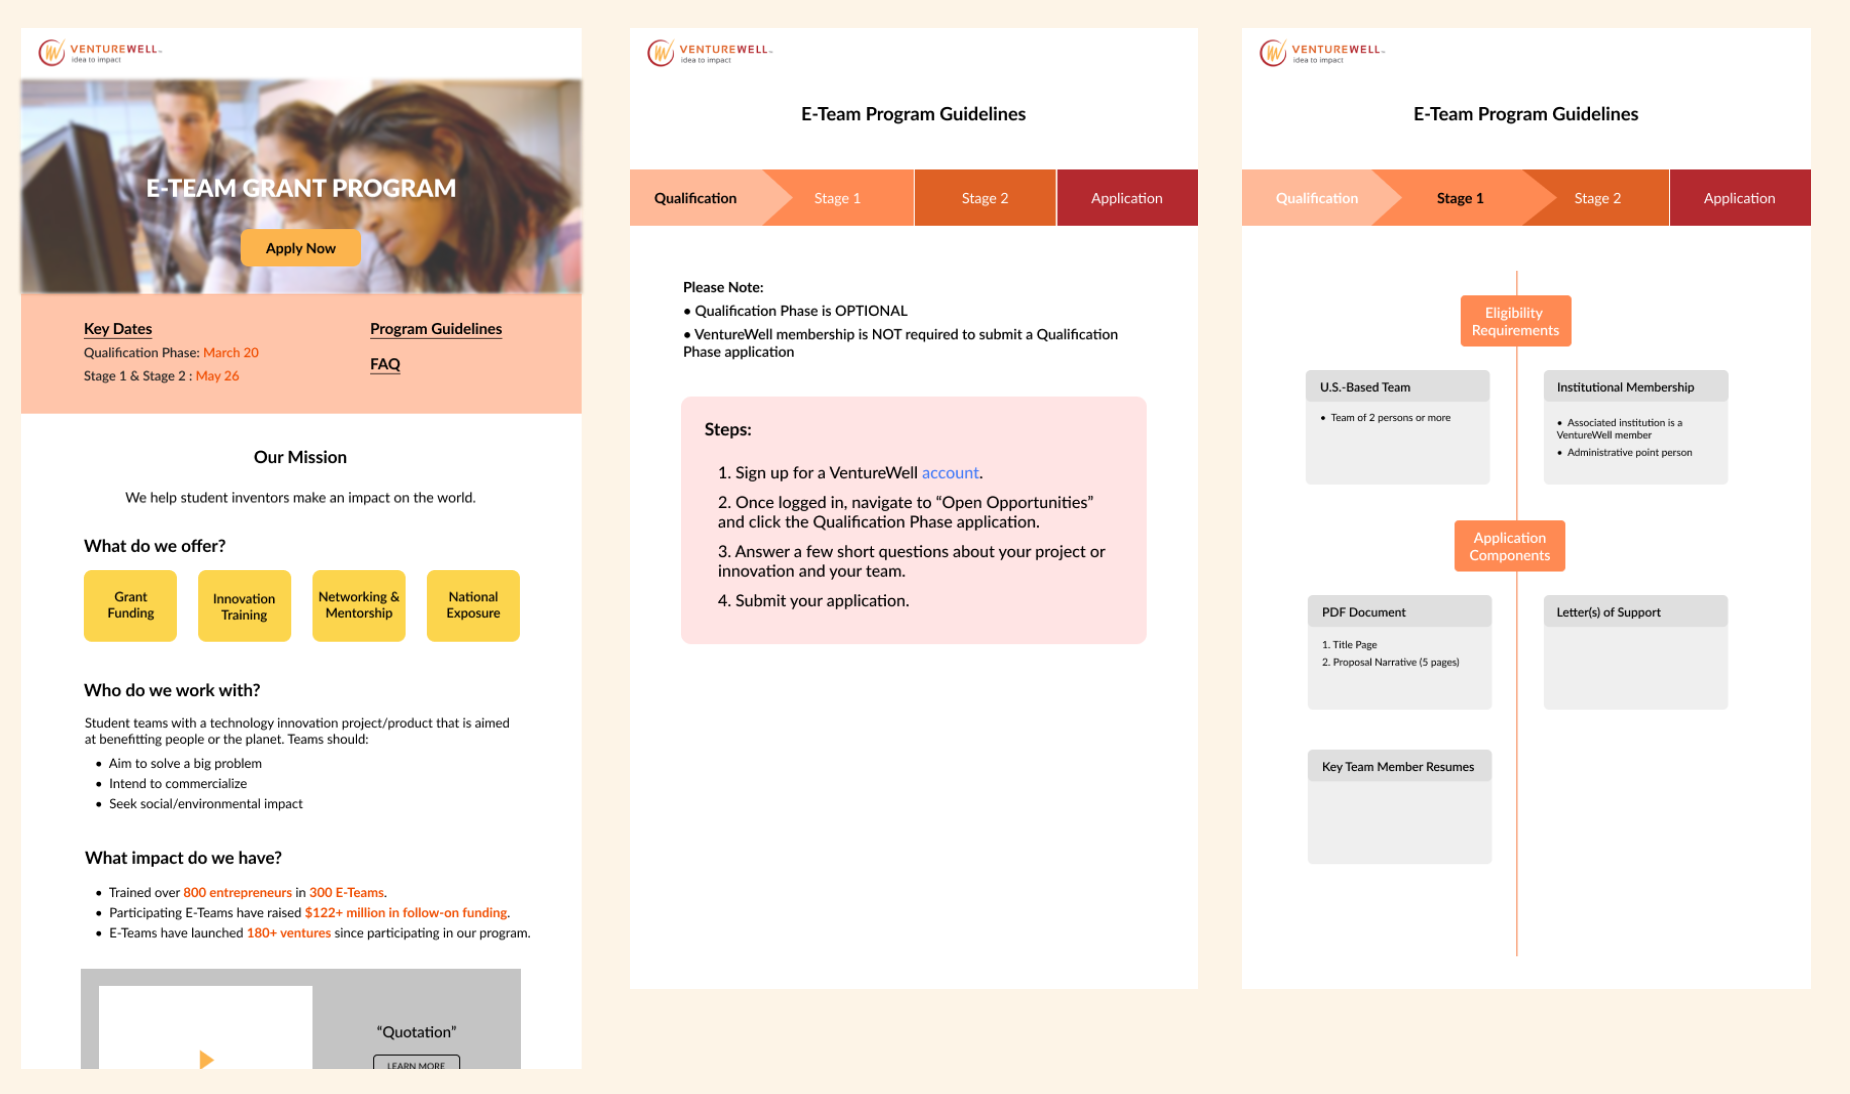 VENTUREWELL
idea to impact
E-TEAM GRANT PROGRAM
Apply Now
Key Dates
Qualification Phase: March 20
Stage 1 & Stage 2 : May 26
Program Guidelines
FAQ
Our Mission
We help student inventors make an impact on the world.
What do we offer?
Grant
Funding
Innovation
Training
Networking &
Mentorship
National
Exposure
Who do we work with?
Student teams with a technology innovation project/product that is aimed
at benefitting people or the planet. Teams should:
• Aim to solve a big problem
• Intend to commercialize
• Seek social/environmental impact
What impact do we have?
• Trained over 800 entrepreneurs in 300 E-Teams.
• Participating E-Teams have raised $122+ million in follow-on funding.
• E-Teams have launched 180+ ventures since participating in our program.
“Quotation”
LEARN MORE
VENTUREWELL
idea to impact
E-Team Program Guidelines
Qualification
Stage 1
Stage 2
Application
Please Note:
• Qualification Phase is OPTIONAL
• VentureWell membership is NOT required to submit a Qualification
Phase application
Steps:
1. Sign up for a VentureWell account.
2. Once logged in, navigate to “Open Opportunities”
and click the Qualification Phase application.
3. Answer a few short questions about your project or
innovation and your team.
4. Submit your application.
VENTUREWELL
idea to impact
E-Team Program Guidelines
Qualification
Stage 1
Stage 2
Application
Eligibility
Requirements
U.S.-Based Team
• Team of 2 persons or more
Institutional Membership
• Associated institution is a
VentureWell member
• Administrative point person
Application
Components
PDF Document
1. Title Page
2. Proposal Narrative (5 pages)
Letter(s) of Support
Key Team Member Resumes